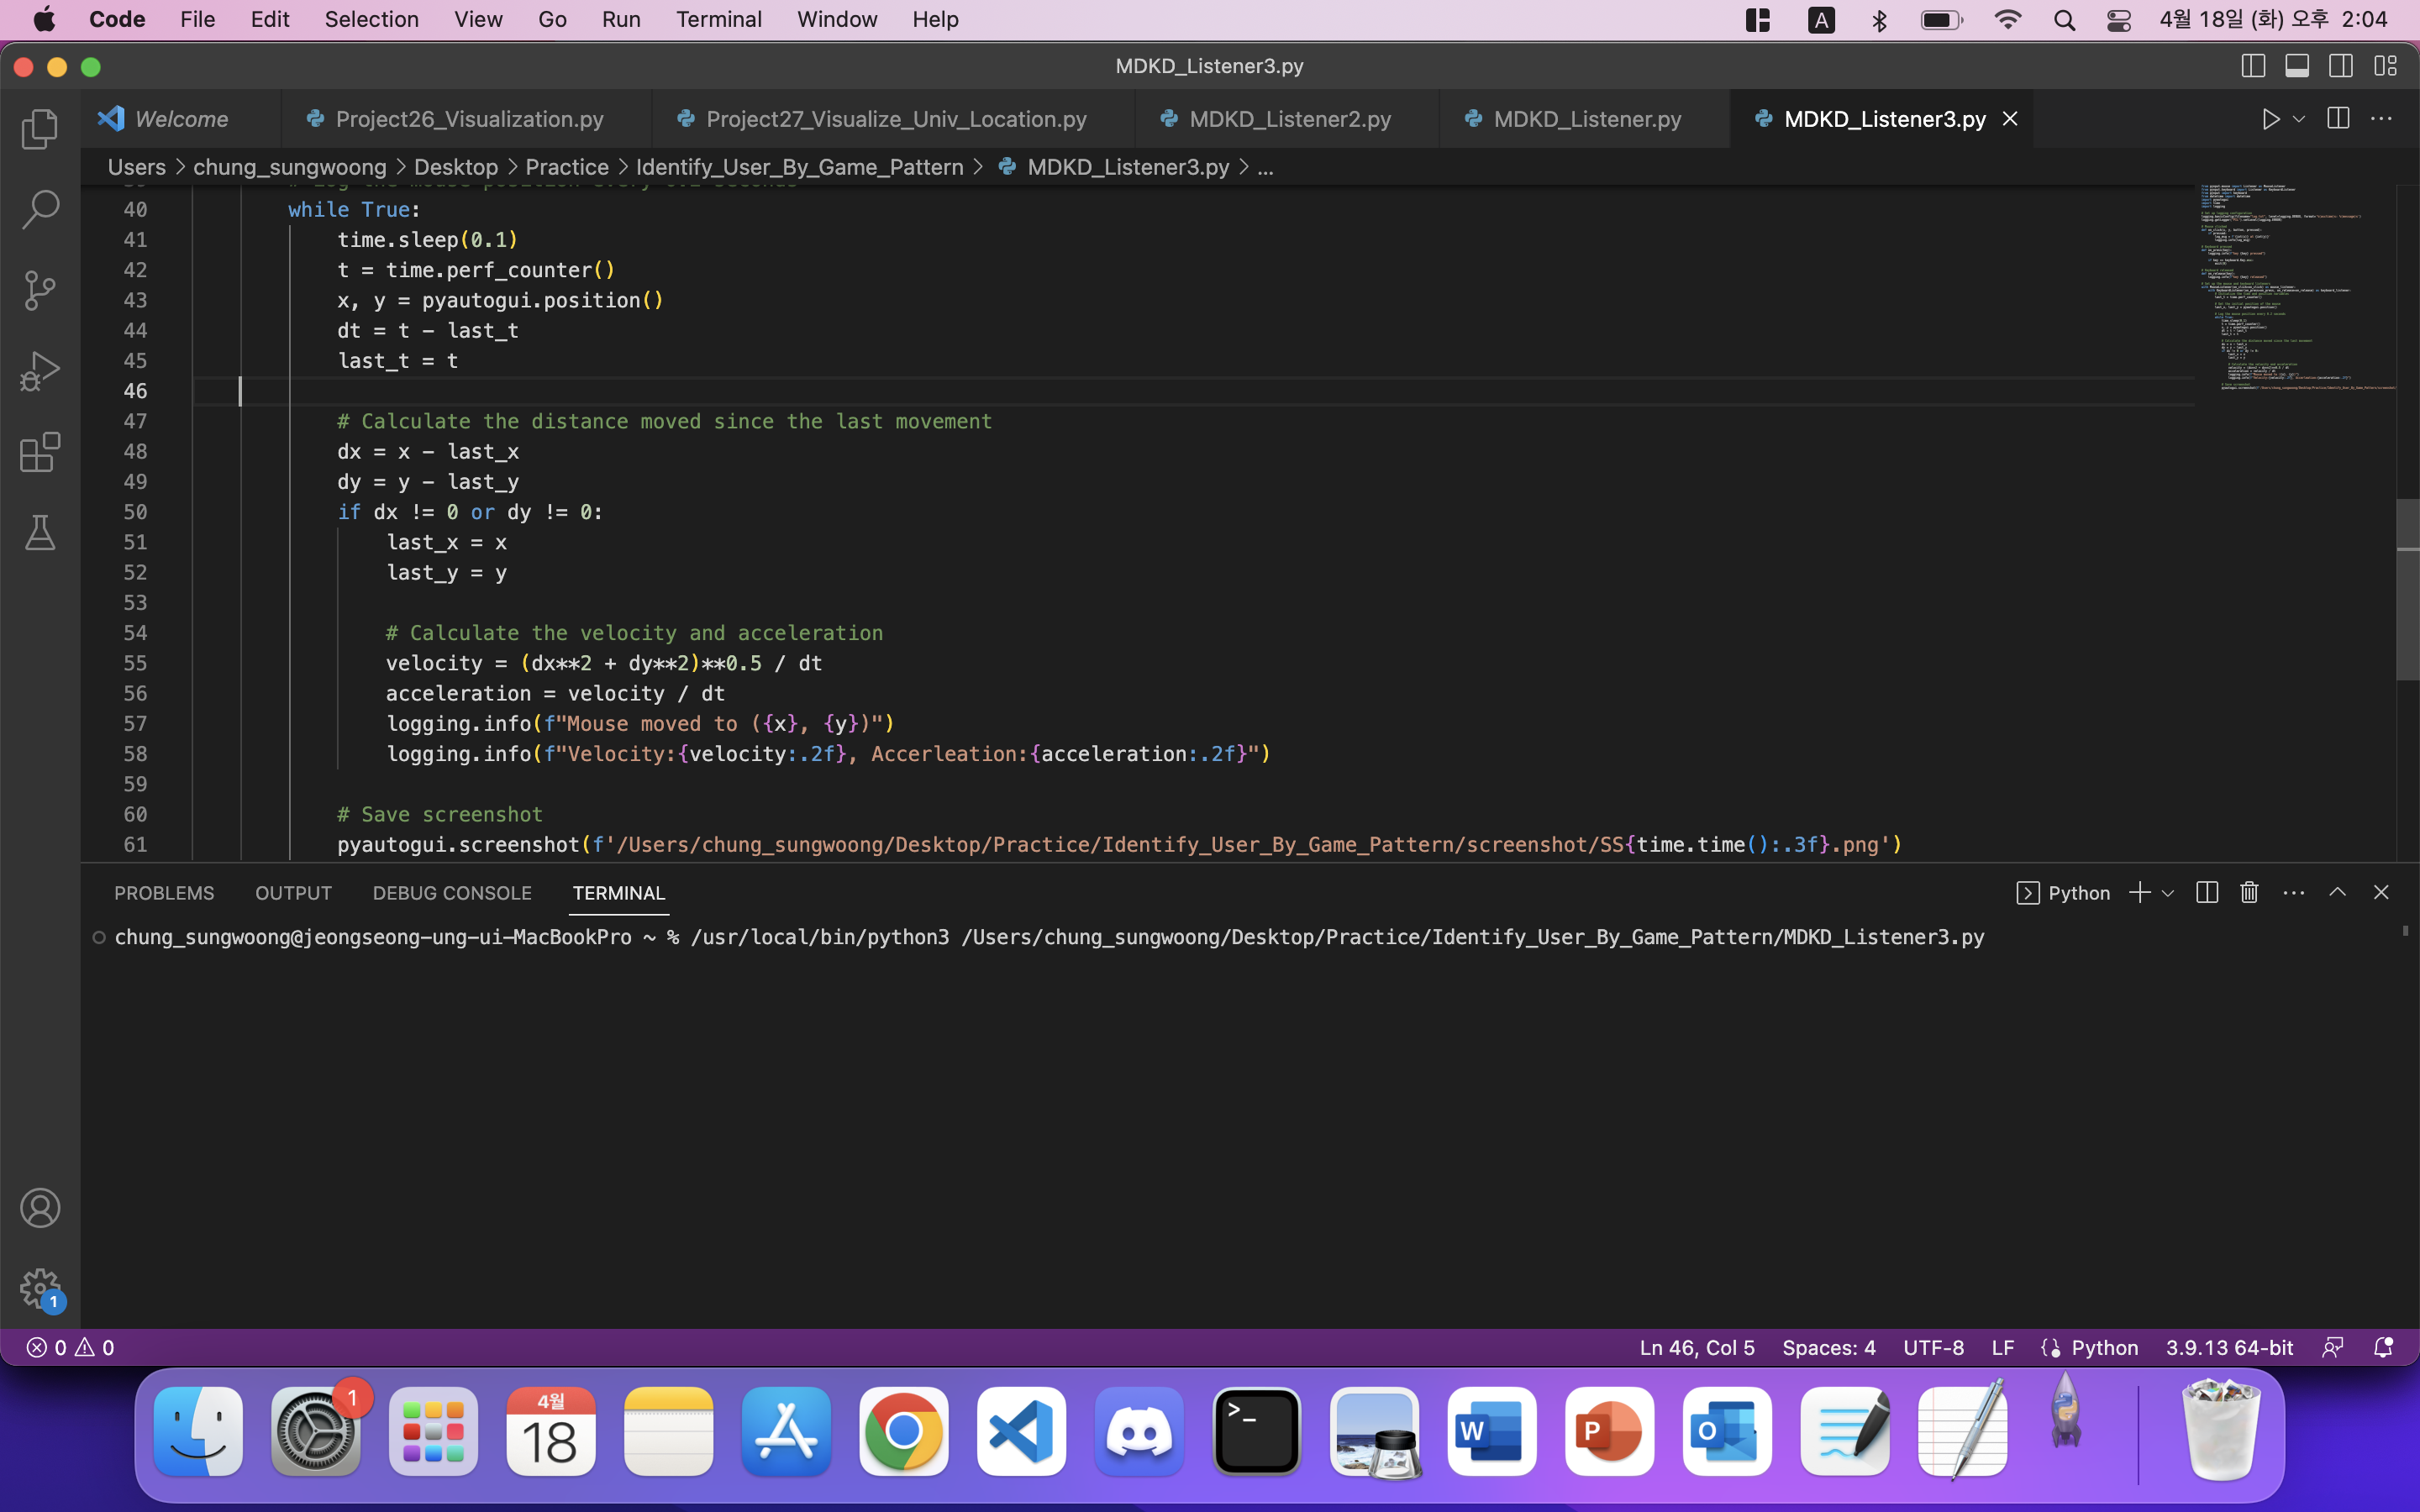 Code File Edit Selection View Go Run Terminal Window Help A 4월 18일 (화) 오후 2:04
MDKD_Listener3.py
Welcome Project26_Visualization.py Project27_Visualize_Univ_Location.py MDKD_Listener2.py MDKD_Listener.py MDKD_Listener3.py
Users > chung_sungwoong > Desktop > Practice > Identify_User_By_Game_Pattern > MDKD_Listener3.py > ...
40 while True:
41 time.sleep(0.1)
42 t = time.perf_counter()
43 x, y = pyautogui.position()
44 dt = t - last_t
45 last_t = t
46
47 # Calculate the distance moved since the last movement
48 dx = x - last_x
49 dy = y - last_y
50 if dx != 0 or dy != 0:
51 last_x = x
52 last_y = y
53
54 # Calculate the velocity and acceleration
55 velocity = (dx**2 + dy**2)**0.5 / dt
56 acceleration = velocity / dt
57 logging.info(f"Mouse moved to ({x}, {y})")
58 logging.info(f"Velocity:{velocity:.2f}, Accerleation:{acceleration:.2f}")
59
60 # Save screenshot
61 pyautogui.screenshot(f'/Users/chung_sungwoong/Desktop/Practice/Identify_User_By_Game_Pattern/screenshot/SS{time.time():.3f}.png')
PROBLEMS OUTPUT DEBUG CONSOLE TERMINAL Python
chung_sungwoong@jeongseong-ung-ui-MacBookPro ~ % /usr/local/bin/python3 /Users/chung_sungwoong/Desktop/Practice/Identify_User_By_Game_Pattern/MDKD_Listener3.py
1
0 0 Ln 46, Col 5 Spaces: 4 UTF-8 LF Python 3.9.13 64-bit
1
4월
18
>_
W
P
O